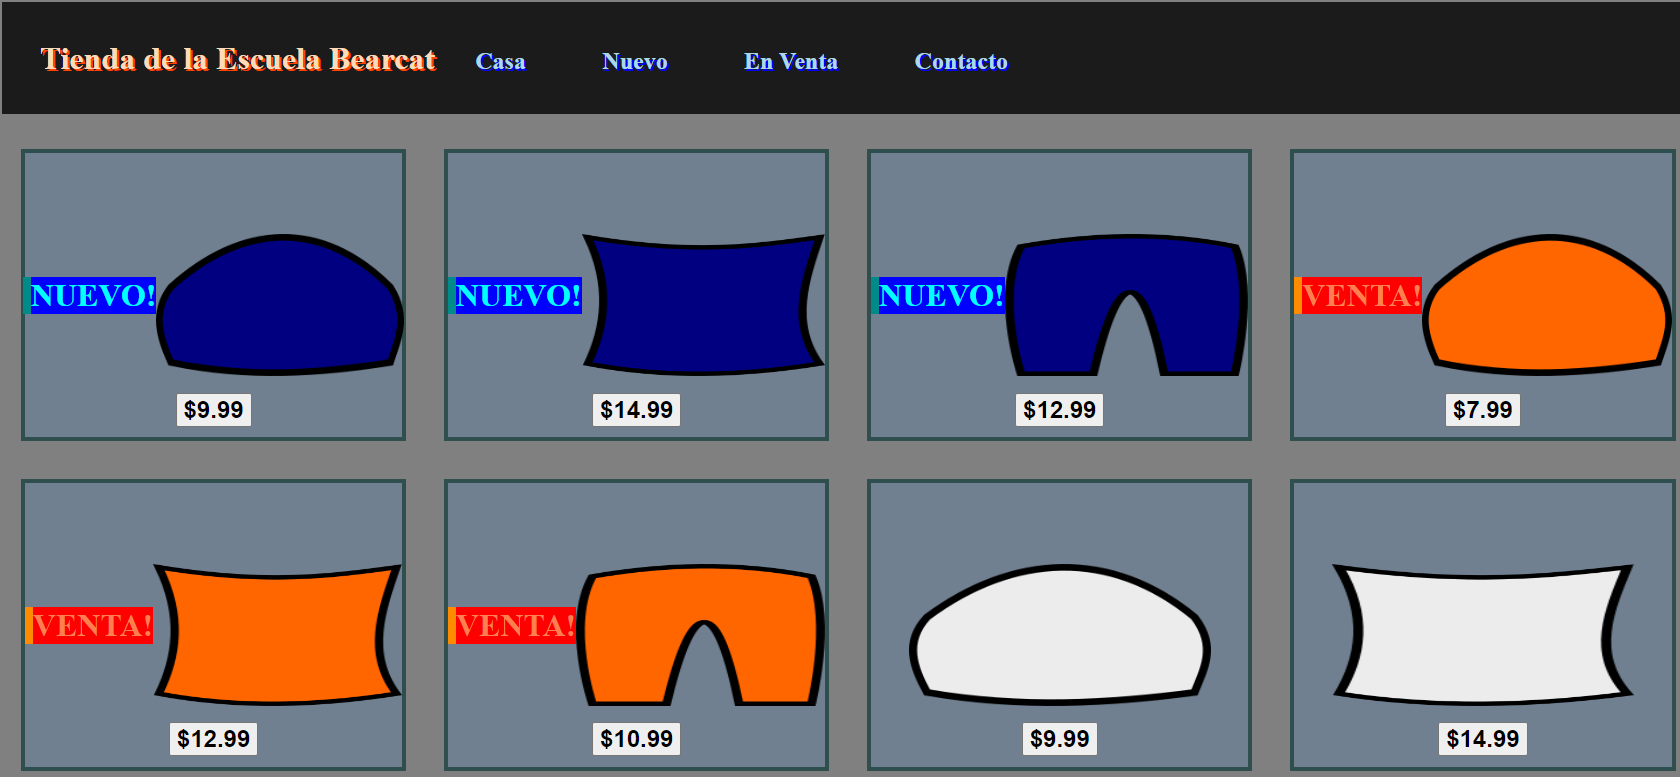 Tienda de la Escuela Bearcat
Casa
Nuevo
En Venta
Contacto
NUEVO!
$9.99
NUEVO!
$14.99
NUEVO!
$12.99
VENTA!
$7.99
VENTA!
$12.99
VENTA!
$10.99
$9.99
$14.99